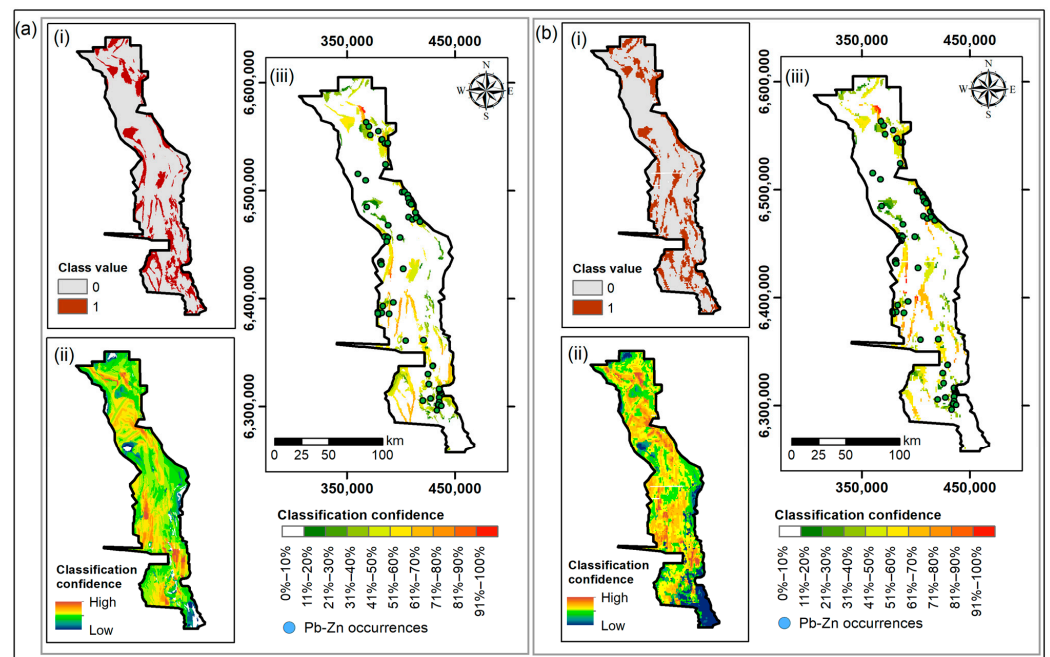 (a)
(i)
Class value
0
1
(ii)
Classification
confidence
High
Low
(iii)
350,000
450,000
6,600,000
6,500,000
6,400,000
6,300,000
N
W
E
S
km
0
25
50
100
350,000
450,000
Classification confidence
0%–10%
11%–20%
21%–30%
31%–40%
41%–50%
51%–60%
61%–70%
71%–80%
81%–90%
91%–100%
Pb-Zn occurrences
(b)
(i)
Class value
0
1
(ii)
Classification
confidence
High
Low
(iii)
350,000
450,000
6,600,000
6,500,000
6,400,000
6,300,000
N
W
E
S
km
0
25
50
100
350,000
450,000
Classification confidence
0%–10%
11%–20%
21%–30%
31%–40%
41%–50%
51%–60%
61%–70%
71%–80%
81%–90%
91%–100%
Pb-Zn occurrences